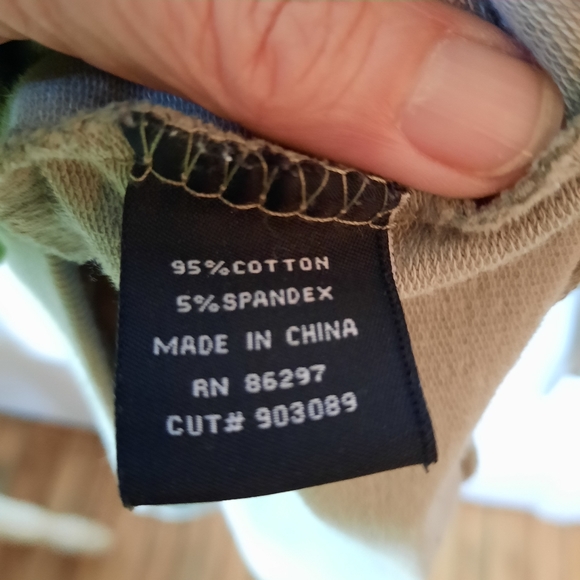 95%COTTON
5%SPANDEX
MADE IN CHINA
RN 86297
CUT# 903089